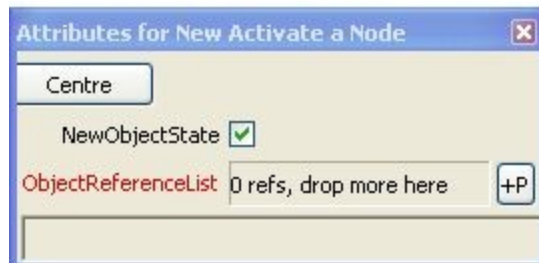 Attributes for New Activate a Node
Centre
NewObjectState
ObjectReferenceList 0 refs, drop more here +P